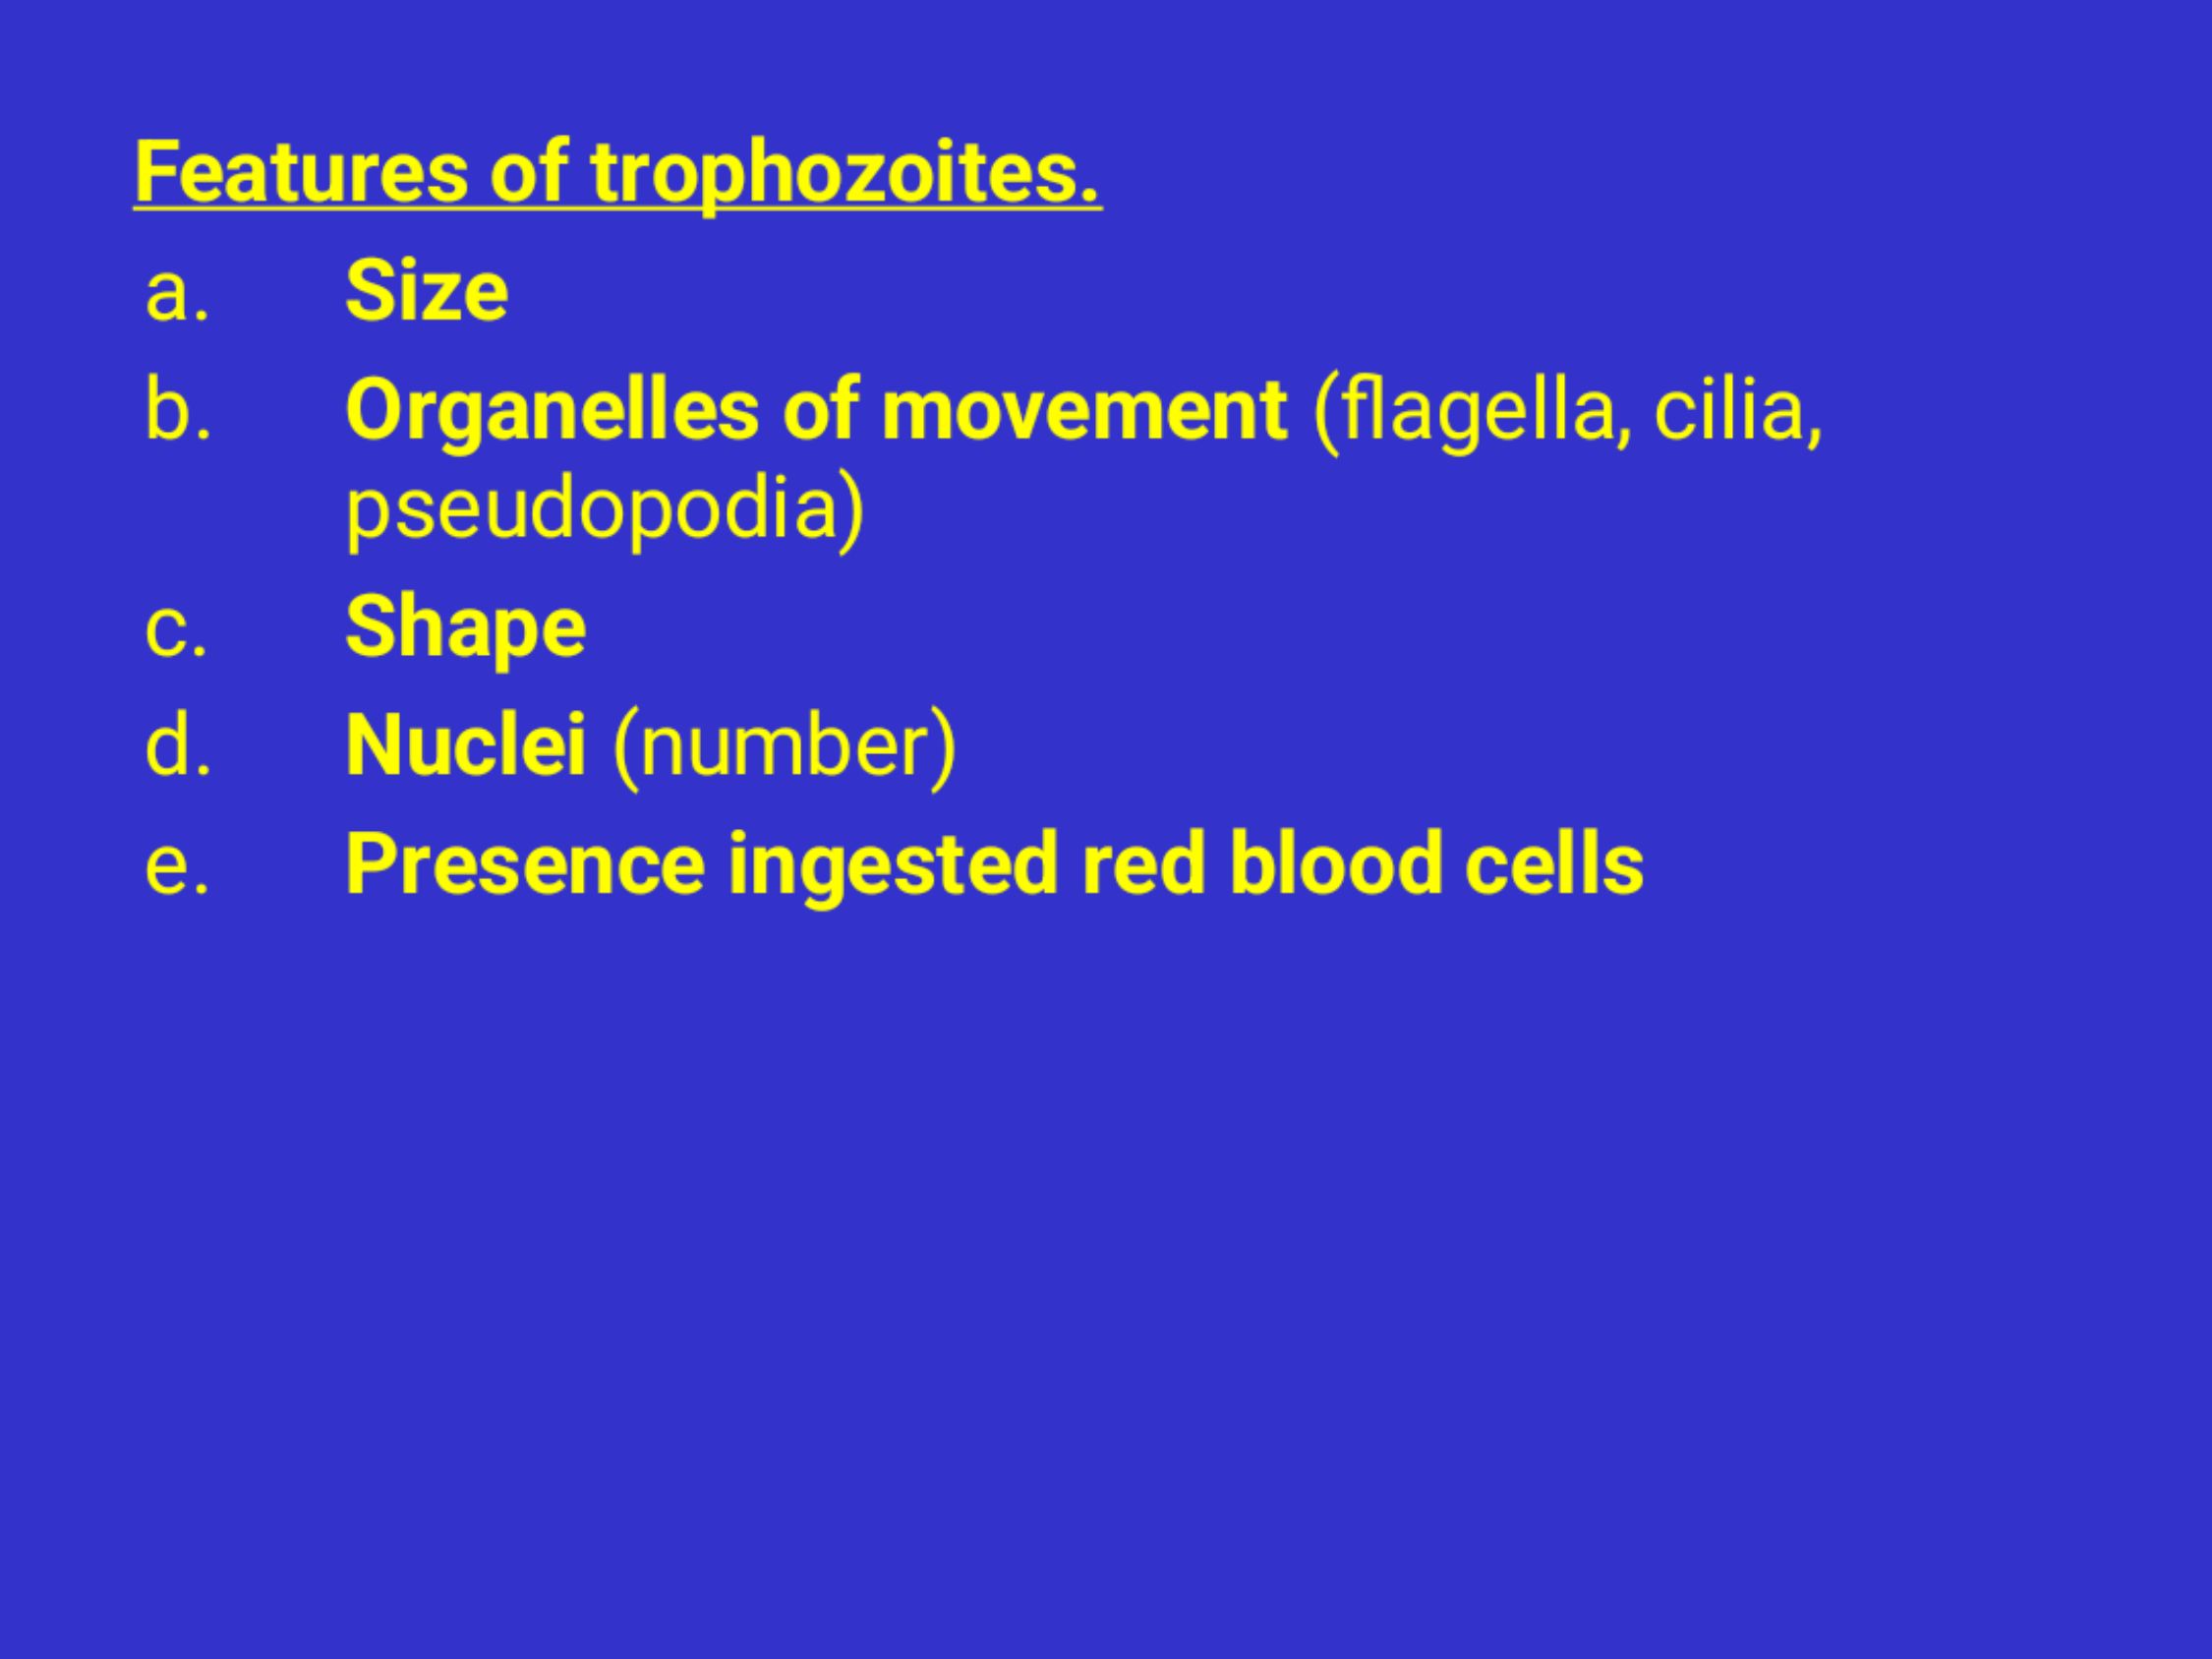 Features of trophozoites.
a. Size
b. Organelles of movement (flagella, cilia,
pseudopodia)
c. Shape
d. Nuclei (number)
e. Presence ingested red blood cells